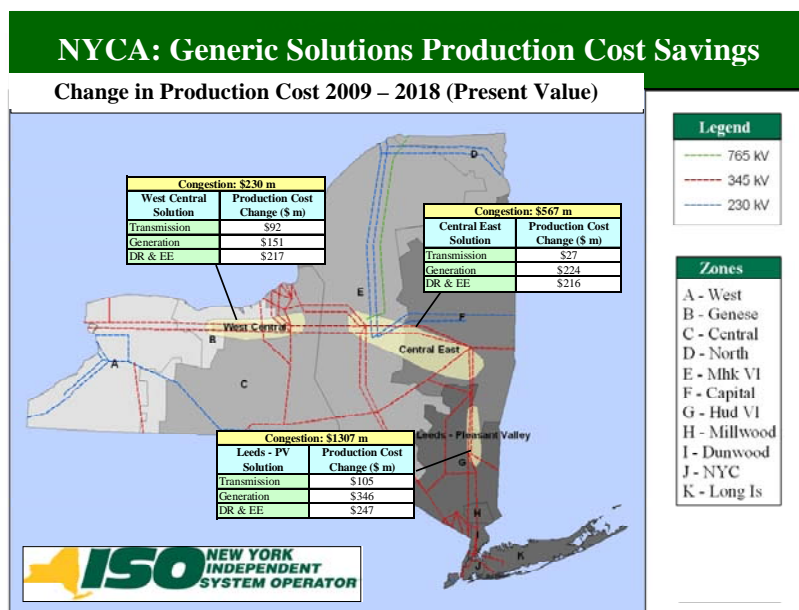 NYCA: Generic Solutions Production Cost Savings
Change in Production Cost 2009 – 2018 (Present Value)
Congestion: $230 m
West Central Solution Production Cost Change ($ m)
Transmission $92
Generation $151
DR & EE $217
Congestion: $567 m
Central East Solution Production Cost Change ($ m)
Transmission $27
Generation $224
DR & EE $216
Congestion: $1307 m
Leeds - PV Solution Production Cost Change ($ m)
Transmission $105
Generation $346
DR & EE $247
D
E
F
West Central
B
Central East
A
C
Leeds - Pleasant Valley
G
H
I
J
K
NEW YORK
ISO INDEPENDENT
SYSTEM OPERATOR
Legend
765 kV
345 kV
230 kV
Zones
A - West
B - Genese
C - Central
D - North
E - Mhk Vl
F - Capital
G - Hud Vl
H - Millwood
I - Dunwood
J - NYC
K - Long Is